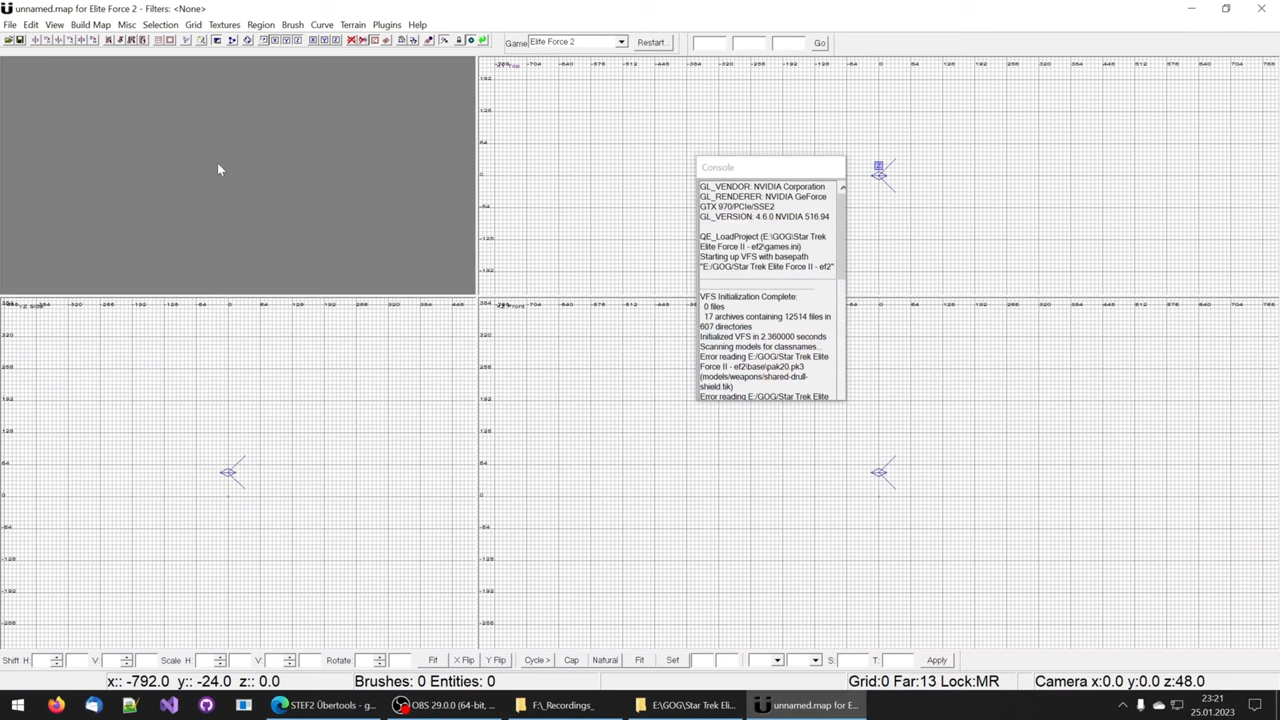 unnamed.map for Elite Force 2 - Filters: <None>
File Edit View Build Map Misc Selection Grid Textures Region Brush Curve Terrain Plugins Help
Game Elite Force 2 Restart... Go
Console
GL_VENDOR: NVIDIA Corporation
GL_RENDERER: NVIDIA GeForce
GTX 970/PCIe/SSE2
GL_VERSION: 4.6.0 NVIDIA 516.94
QE_LoadProject (E:\GOG\Star Trek
Elite Force II - ef2\games.ini)
Starting up VFS with basepath
"E:/GOG/Star Trek Elite Force II - ef2"
VFS Initialization Complete:
0 files
17 archives containing 12514 files in
607 directories
Initialized VFS in 2.360000 seconds
Scanning models for classnames...
Error reading E:/GOG/Star Trek Elite
Force II - ef2\base\pak20.pk3
(models/weapons/shared-drull-
shield.tik)
Error reading E:/GOG/Star Trek Elite
Shift H: V: Scale H: V: Rotate Fit X Flip Y Flip Cycle > Cap Natural Fit Set S: T: Apply
x:: -792.0 y:: -24.0 z:: 0.0 Brushes: 0 Entities: 0 Grid:0 Far:13 Lock:MR Camera x:0.0 y:0.0 z:48.0
STEF2 Übertools - g... OBS 29.0.0 (64-bit, ... F:\_Recordings_ E:\GOG\Star Trek Eli... unnamed.map for E...
23:21
25.01.2023